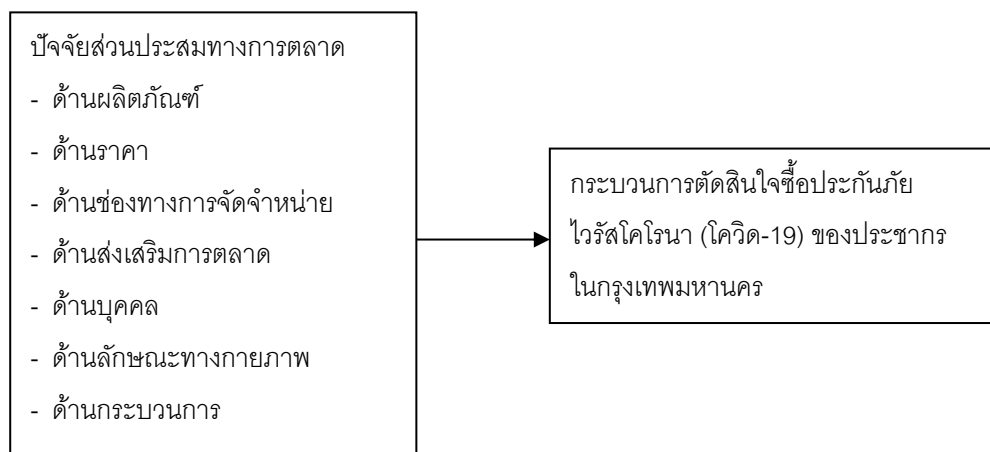 ปัจจัยส่วนประสมทางการตลาด
- ด้านผลิตภัณฑ์
- ด้านราคา
- ด้านช่องทางการจัดจำหน่าย
- ด้านส่งเสริมการตลาด
- ด้านบุคคล
- ด้านลักษณะทางกายภาพ
- ด้านกระบวนการ
กระบวนการตัดสินใจซื้อประกันภัย
ไวรัสโคโรนา (โควิด-19) ของประชากร
ในกรุงเทพมหานคร